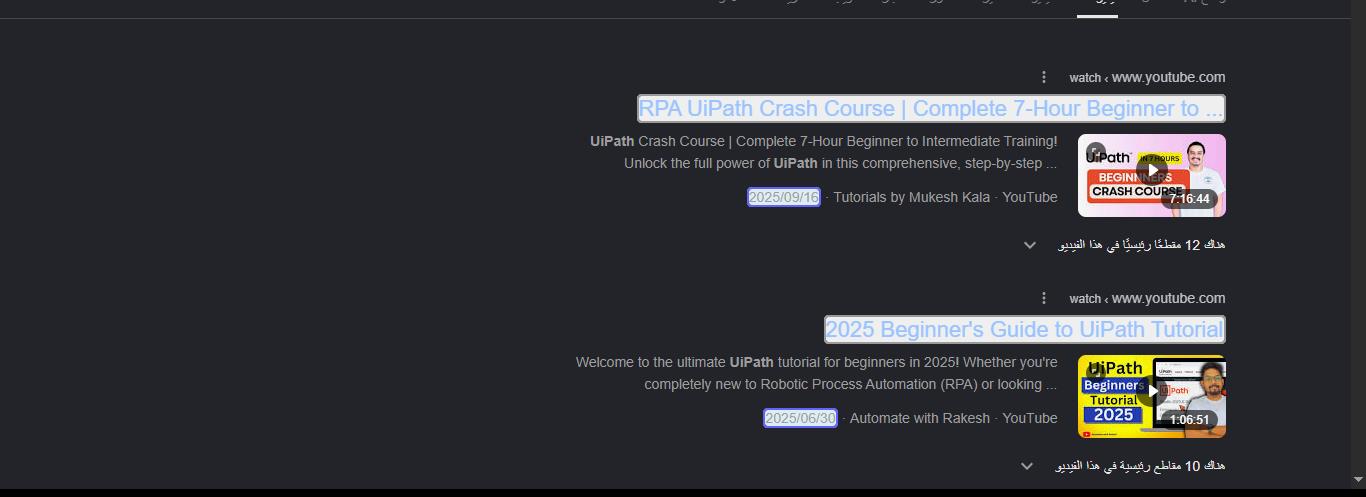 watch › www.youtube.com
RPA UiPath Crash Course | Complete 7-Hour Beginner to ...
UiPath Crash Course | Complete 7-Hour Beginner to Intermediate Training!
Unlock the full power of UiPath in this comprehensive, step-by-step ...
2025/09/16 · Tutorials by Mukesh Kala · YouTube
UiPath IN 7 HOURS
BEGINNNERS
CRASH COURSE
7:16:44
هناك 12 مقطعًا رئيسيًّا في هذا الفيديو
watch › www.youtube.com
2025 Beginner's Guide to UiPath Tutorial
Welcome to the ultimate UiPath tutorial for beginners in 2025! Whether you're
completely new to Robotic Process Automation (RPA) or looking ...
2025/06/30 · Automate with Rakesh · YouTube
UiPath
Beginners
Tutorial
2025
UiPath
1:06:51
هناك 10 مقاطع رئيسية في هذا الفيديو